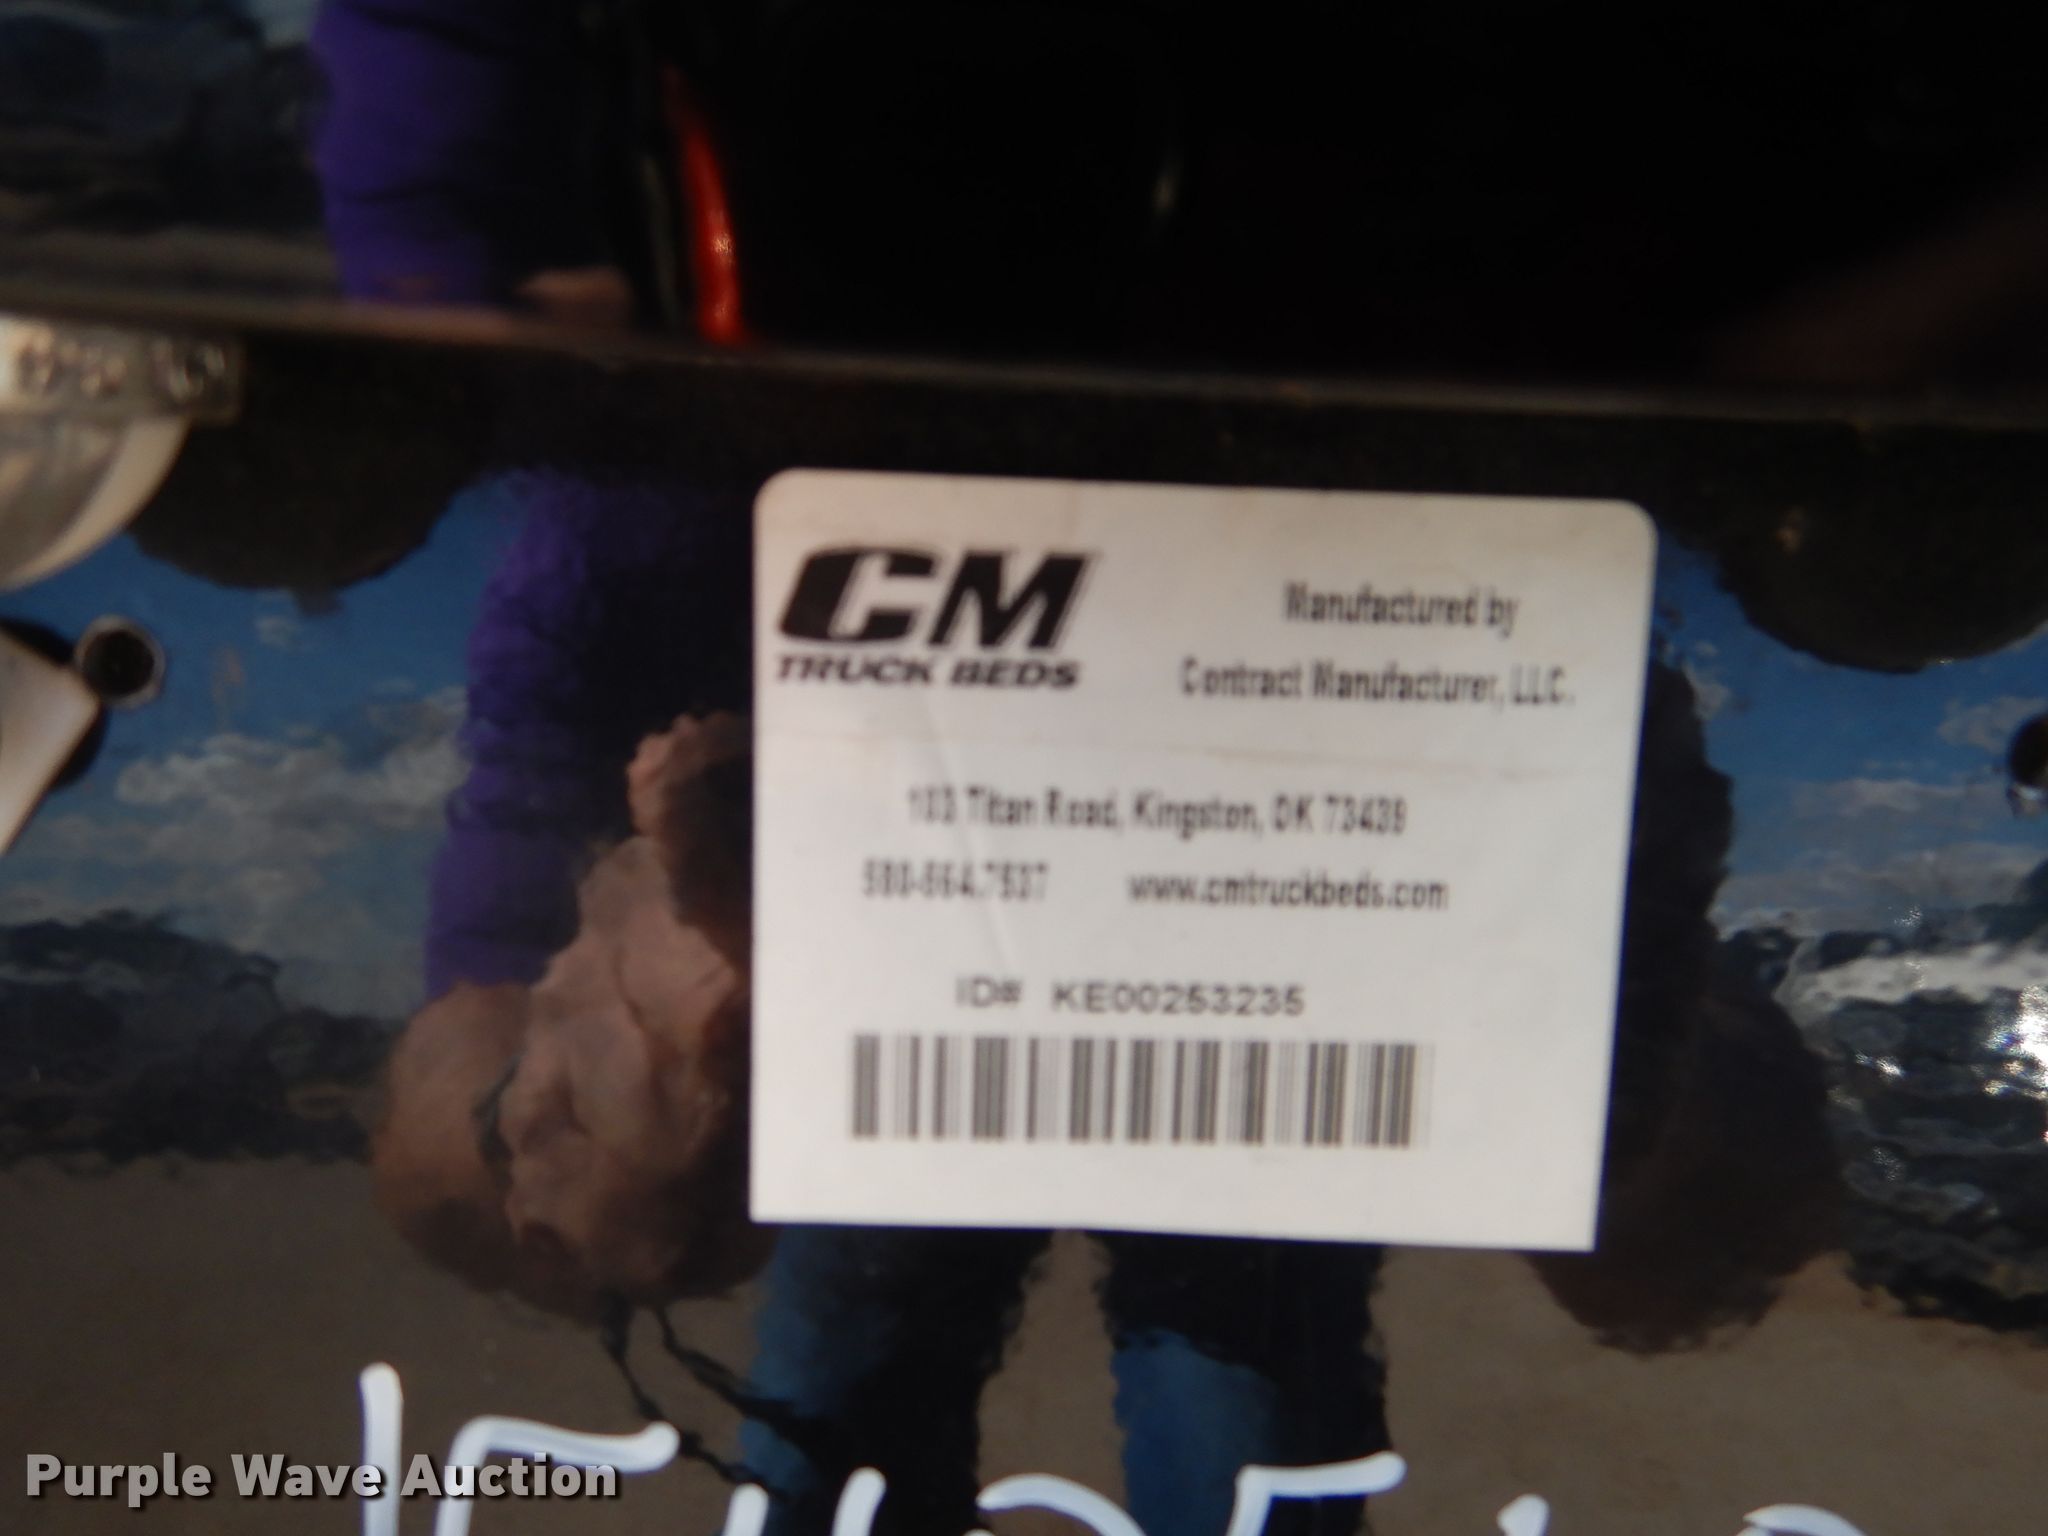 CM
TRUCK BEDS
Manufactured by
Contract Manufacturer, LLC.
Titan Road, Kingston, OK 73439
www.cmtruckbeds.com
ID# KE00253235
Purple Wave Auction